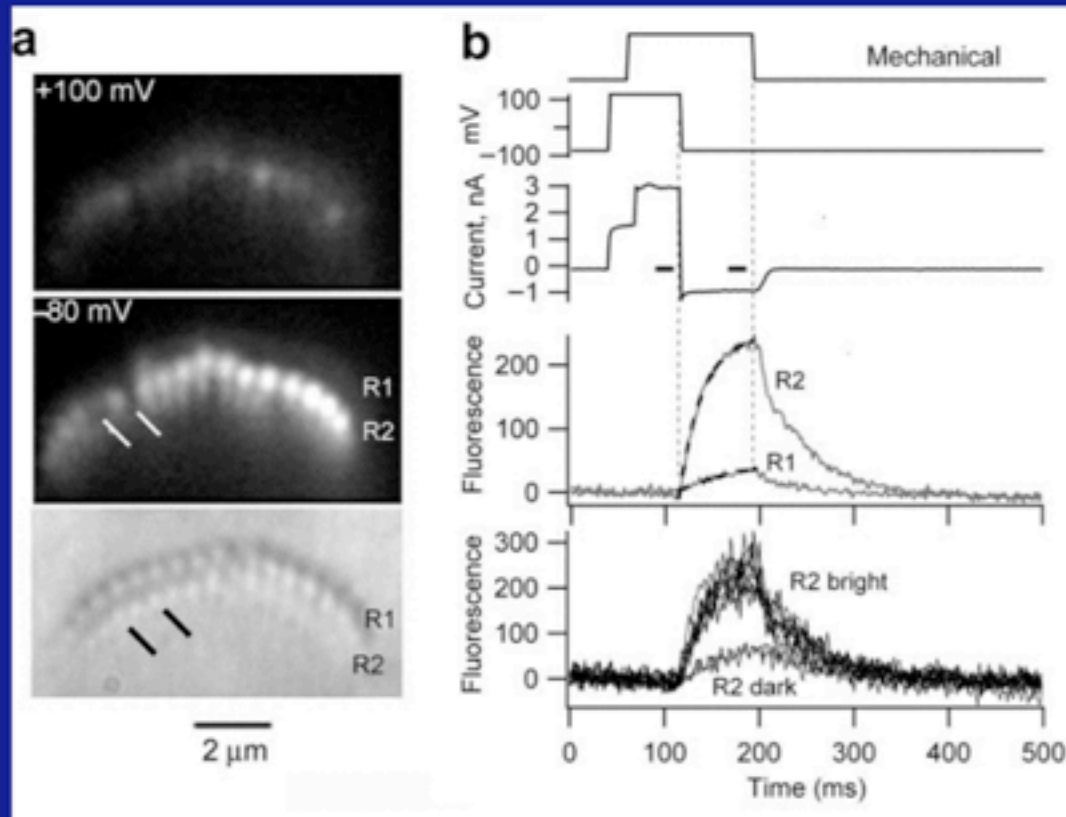 a
+100 mV
–80 mV
R1
R2
R1
R2
2 µm
b
Mechanical
100
–100
mV
3
2
1
0
–1
Current, nA
200
100
0
Fluorescence
R2
R1
300
200
100
0
Fluorescence
R2 bright
R2 dark
0
100
200
300
400
500
Time (ms)